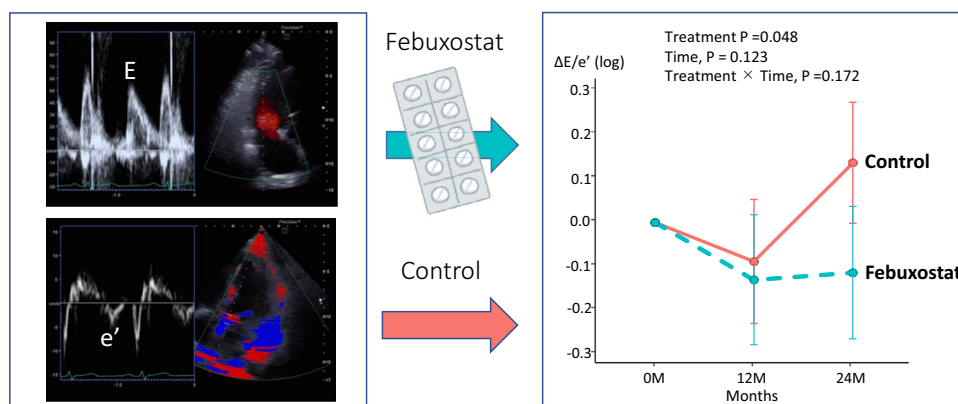 E
e'
Febuxostat
Control
Treatment P =0.048
Time, P = 0.123
Treatment × Time, P =0.172
ΔE/e' (log)
0.3
0.2
0.1
0.0
-0.1
-0.2
-0.3
Control
Febuxostat
0M 12M 24M
Months